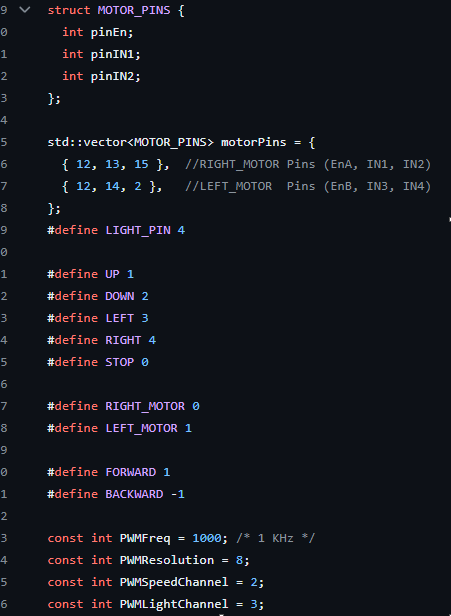 9 struct MOTOR_PINS {
0   int pinEn;
1   int pinIN1;
2   int pinIN2;
3 };
4
5 std::vector<MOTOR_PINS> motorPins = {
6   { 12, 13, 15 },  //RIGHT_MOTOR Pins (EnA, IN1, IN2)
7   { 12, 14, 2 },   //LEFT_MOTOR  Pins (EnB, IN3, IN4)
8 };
9 #define LIGHT_PIN 4
0
1 #define UP 1
2 #define DOWN 2
3 #define LEFT 3
4 #define RIGHT 4
5 #define STOP 0
6
7 #define RIGHT_MOTOR 0
8 #define LEFT_MOTOR 1
9
0 #define FORWARD 1
1 #define BACKWARD -1
2
3 const int PWMFreq = 1000; /* 1 KHz */
4 const int PWMResolution = 8;
5 const int PWMSpeedChannel = 2;
6 const int PWMLightChannel = 3;